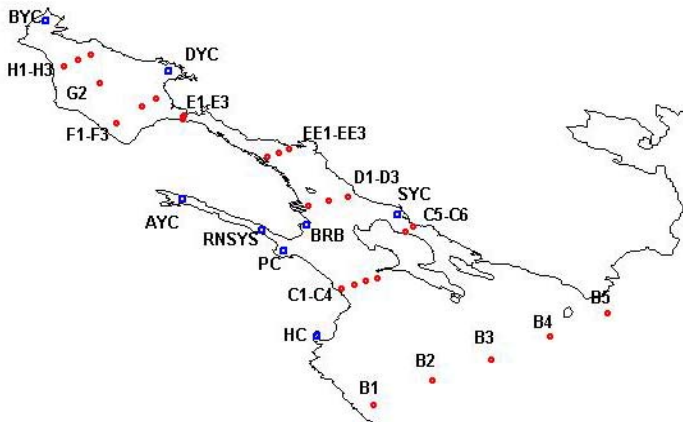 BYC
DYC
H1-H3
G2
E1-E3
F1-F3
EE1-EE3
D1-D3
SYC
C5-C6
AYC
RNSYS
BRB
PC
C1-C4
B5
HC
B4
B3
B2
B1